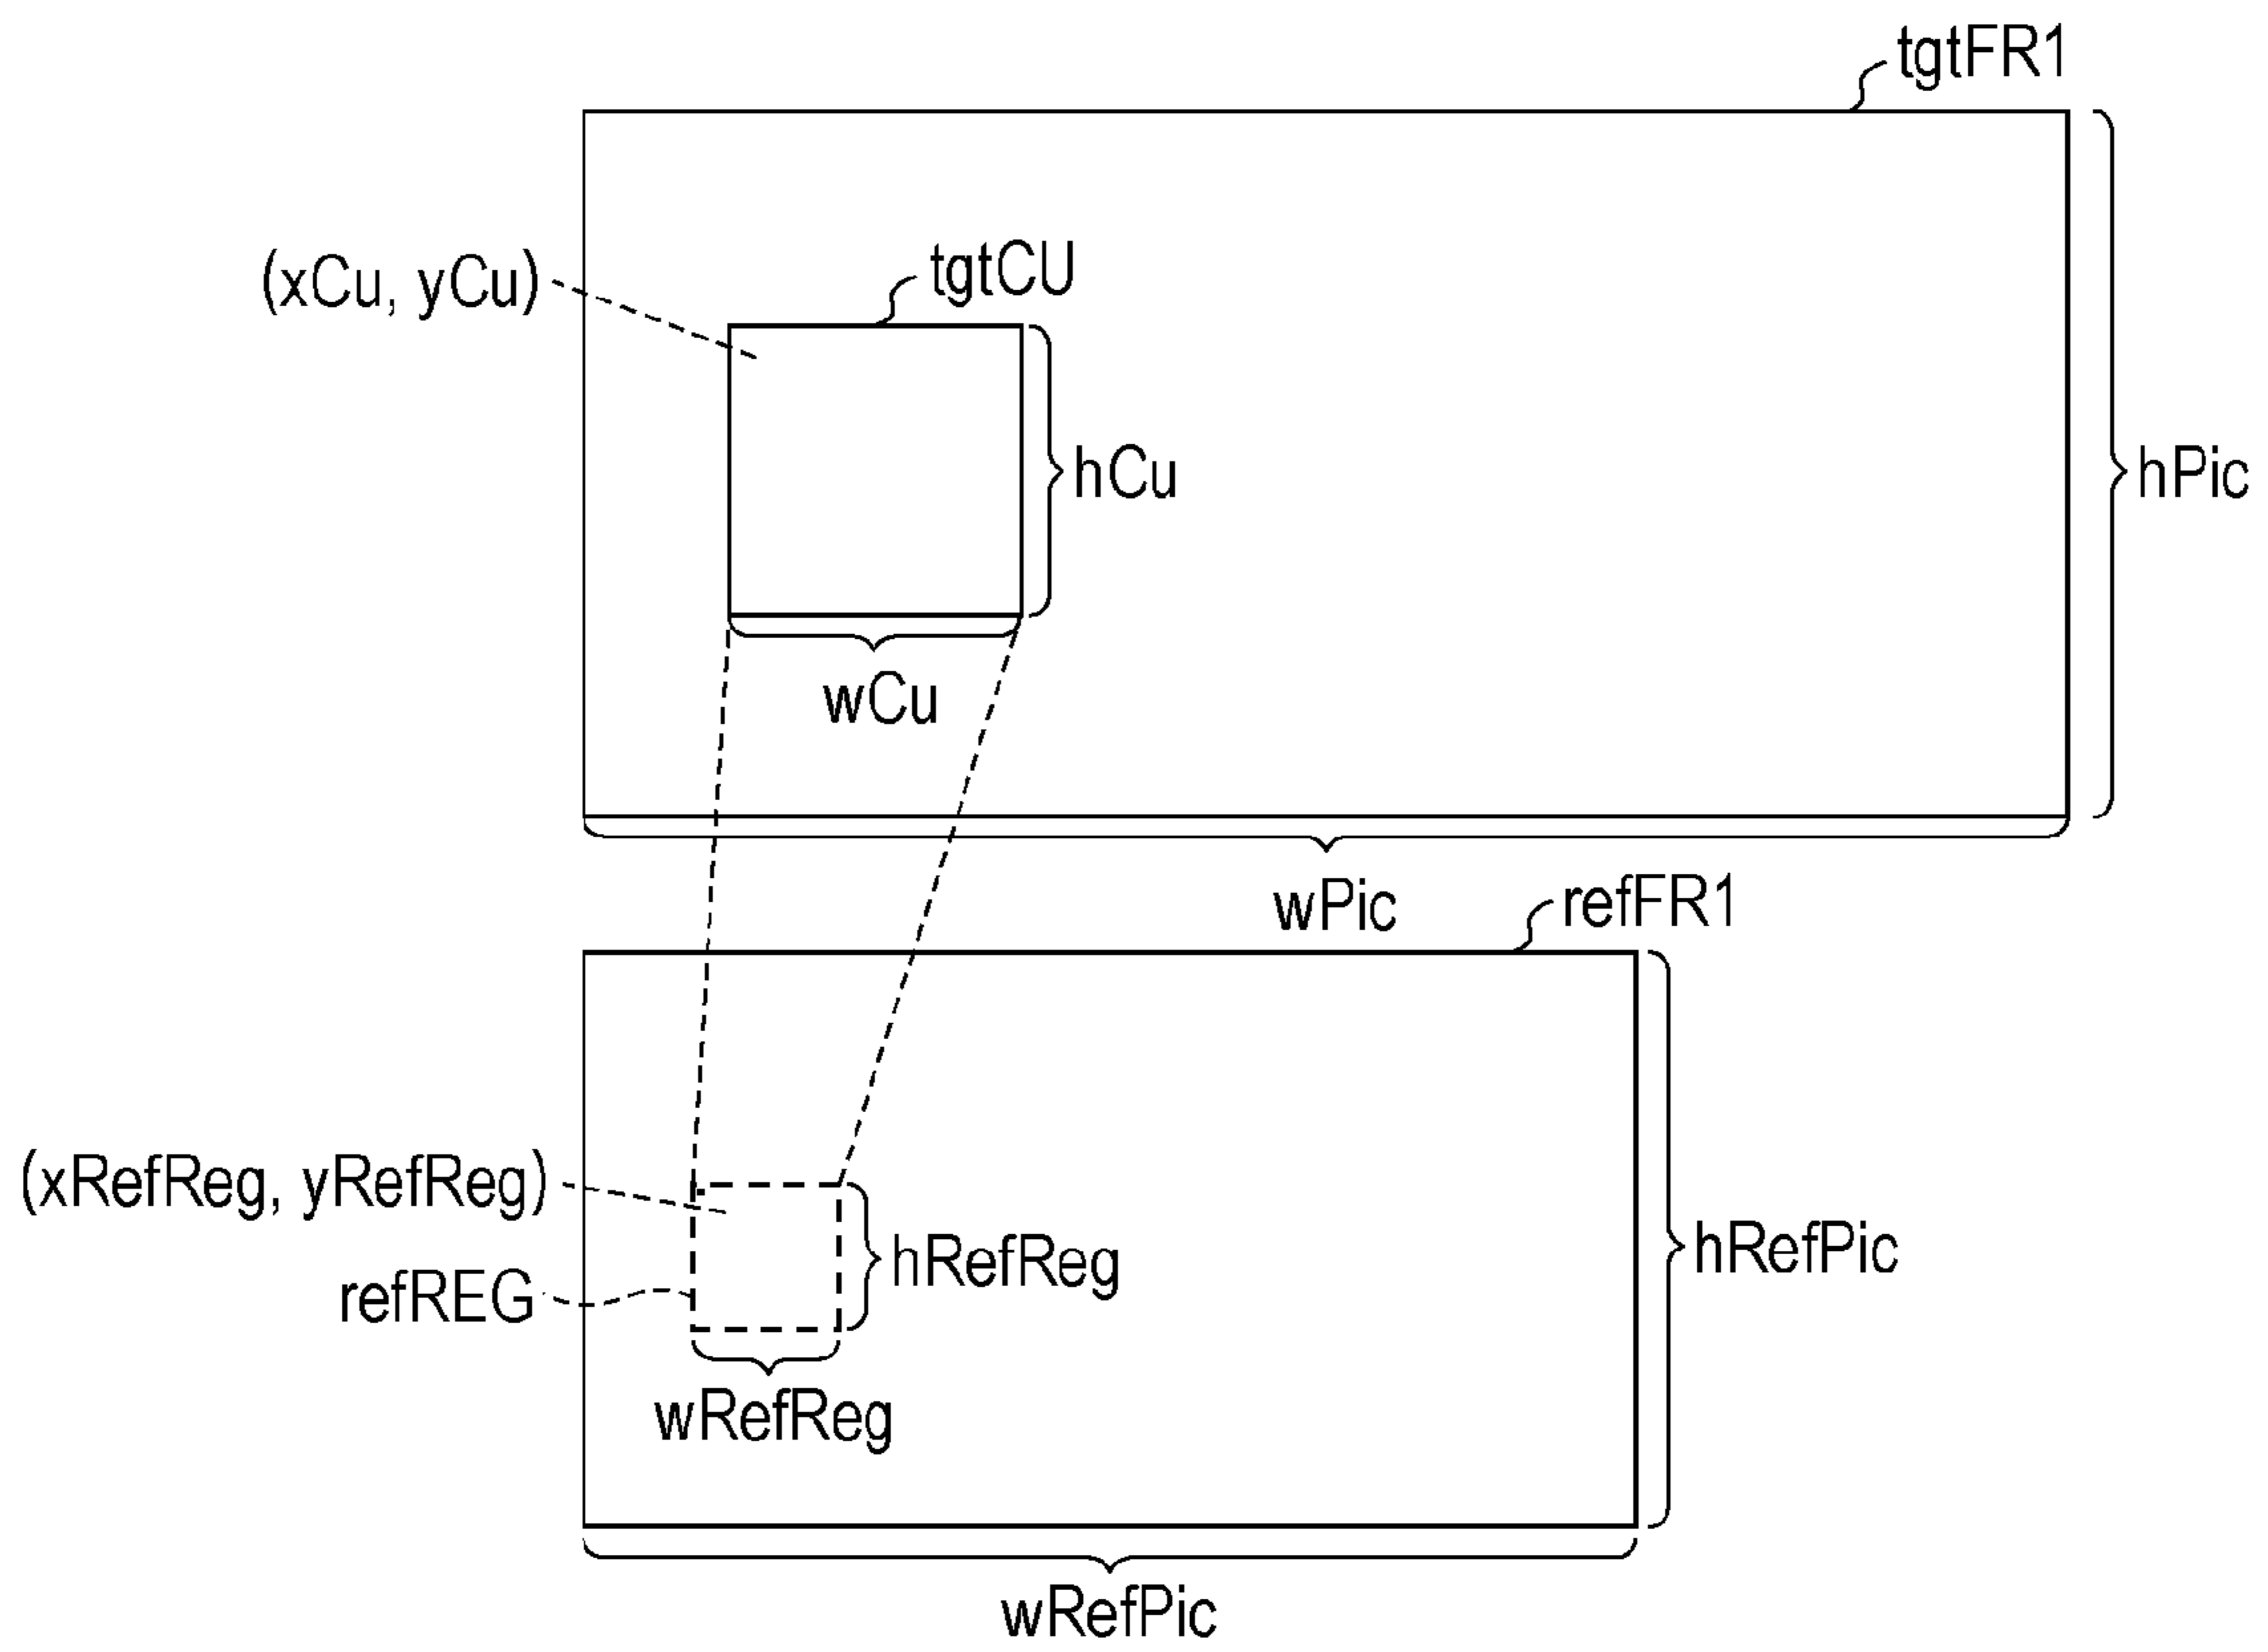 tgtFR1
(xCu, yCu)
tgtCU
hCu
hPic
wCu
wPic
refFR1
(xRefReg, yRefReg)
hRefReg
hRefPic
refREG
wRefReg
wRefPic